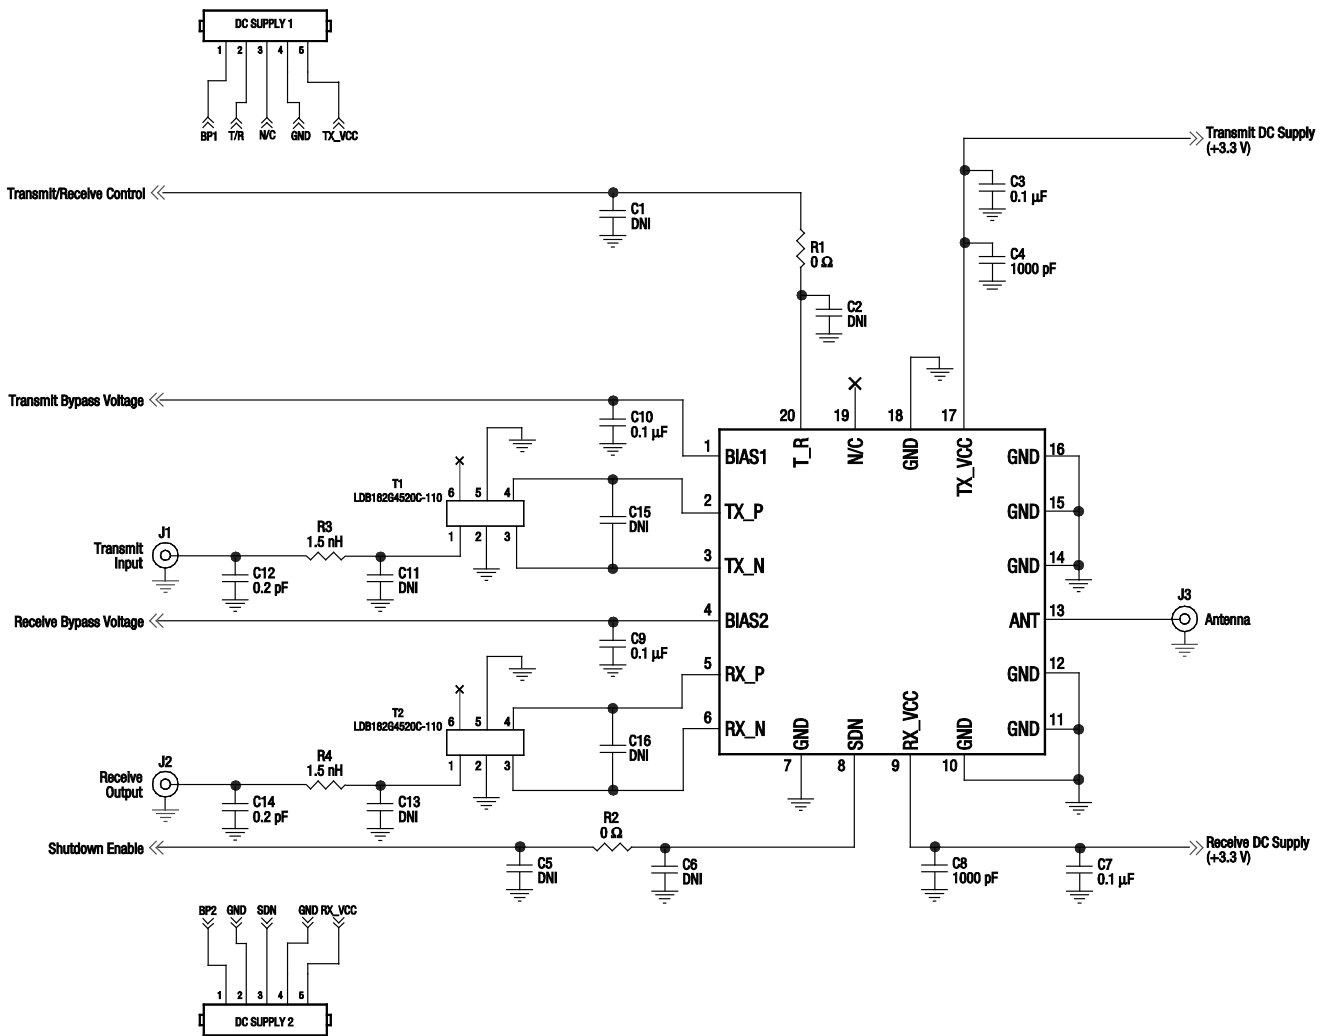 DC SUPPLY 1
1 2 3 4 5
BP1 T/R N/C GND TX_VCC
Transmit DC Supply
(+3.3 V)
C3
0.1 µF
Transmit/Receive Control
C1
DNI
R1
0 Ω
C4
1000 pF
C2
DNI
Transmit Bypass Voltage
C10
0.1 µF
20 19 18 17
T_R N/C GND TX_VCC
1 BIAS1
GND 16
T1
LDB182G4520C-110
6 5 4
1 2 3
C15
DNI
2 TX_P
GND 15
J1
Transmit
Input
R3
1.5 nH
C12
0.2 pF
C11
DNI
3 TX_N
GND 14
Receive Bypass Voltage
C9
0.1 µF
4 BIAS2
ANT 13
J3
Antenna
5 RX_P
GND 12
T2
LDB182G4520C-110
6 5 4
1 2 3
C16
DNI
6 RX_N
GND 11
GND SDN RX_VCC GND
7 8 9 10
J2
Receive
Output
R4
1.5 nH
C14
0.2 pF
C13
DNI
R2
0 Ω
Shutdown Enable
C5
DNI
C6
DNI
C8
1000 pF
C7
0.1 µF
Receive DC Supply
(+3.3 V)
BP2 GND SDN GND RX_VCC
1 2 3 4 5
DC SUPPLY 2